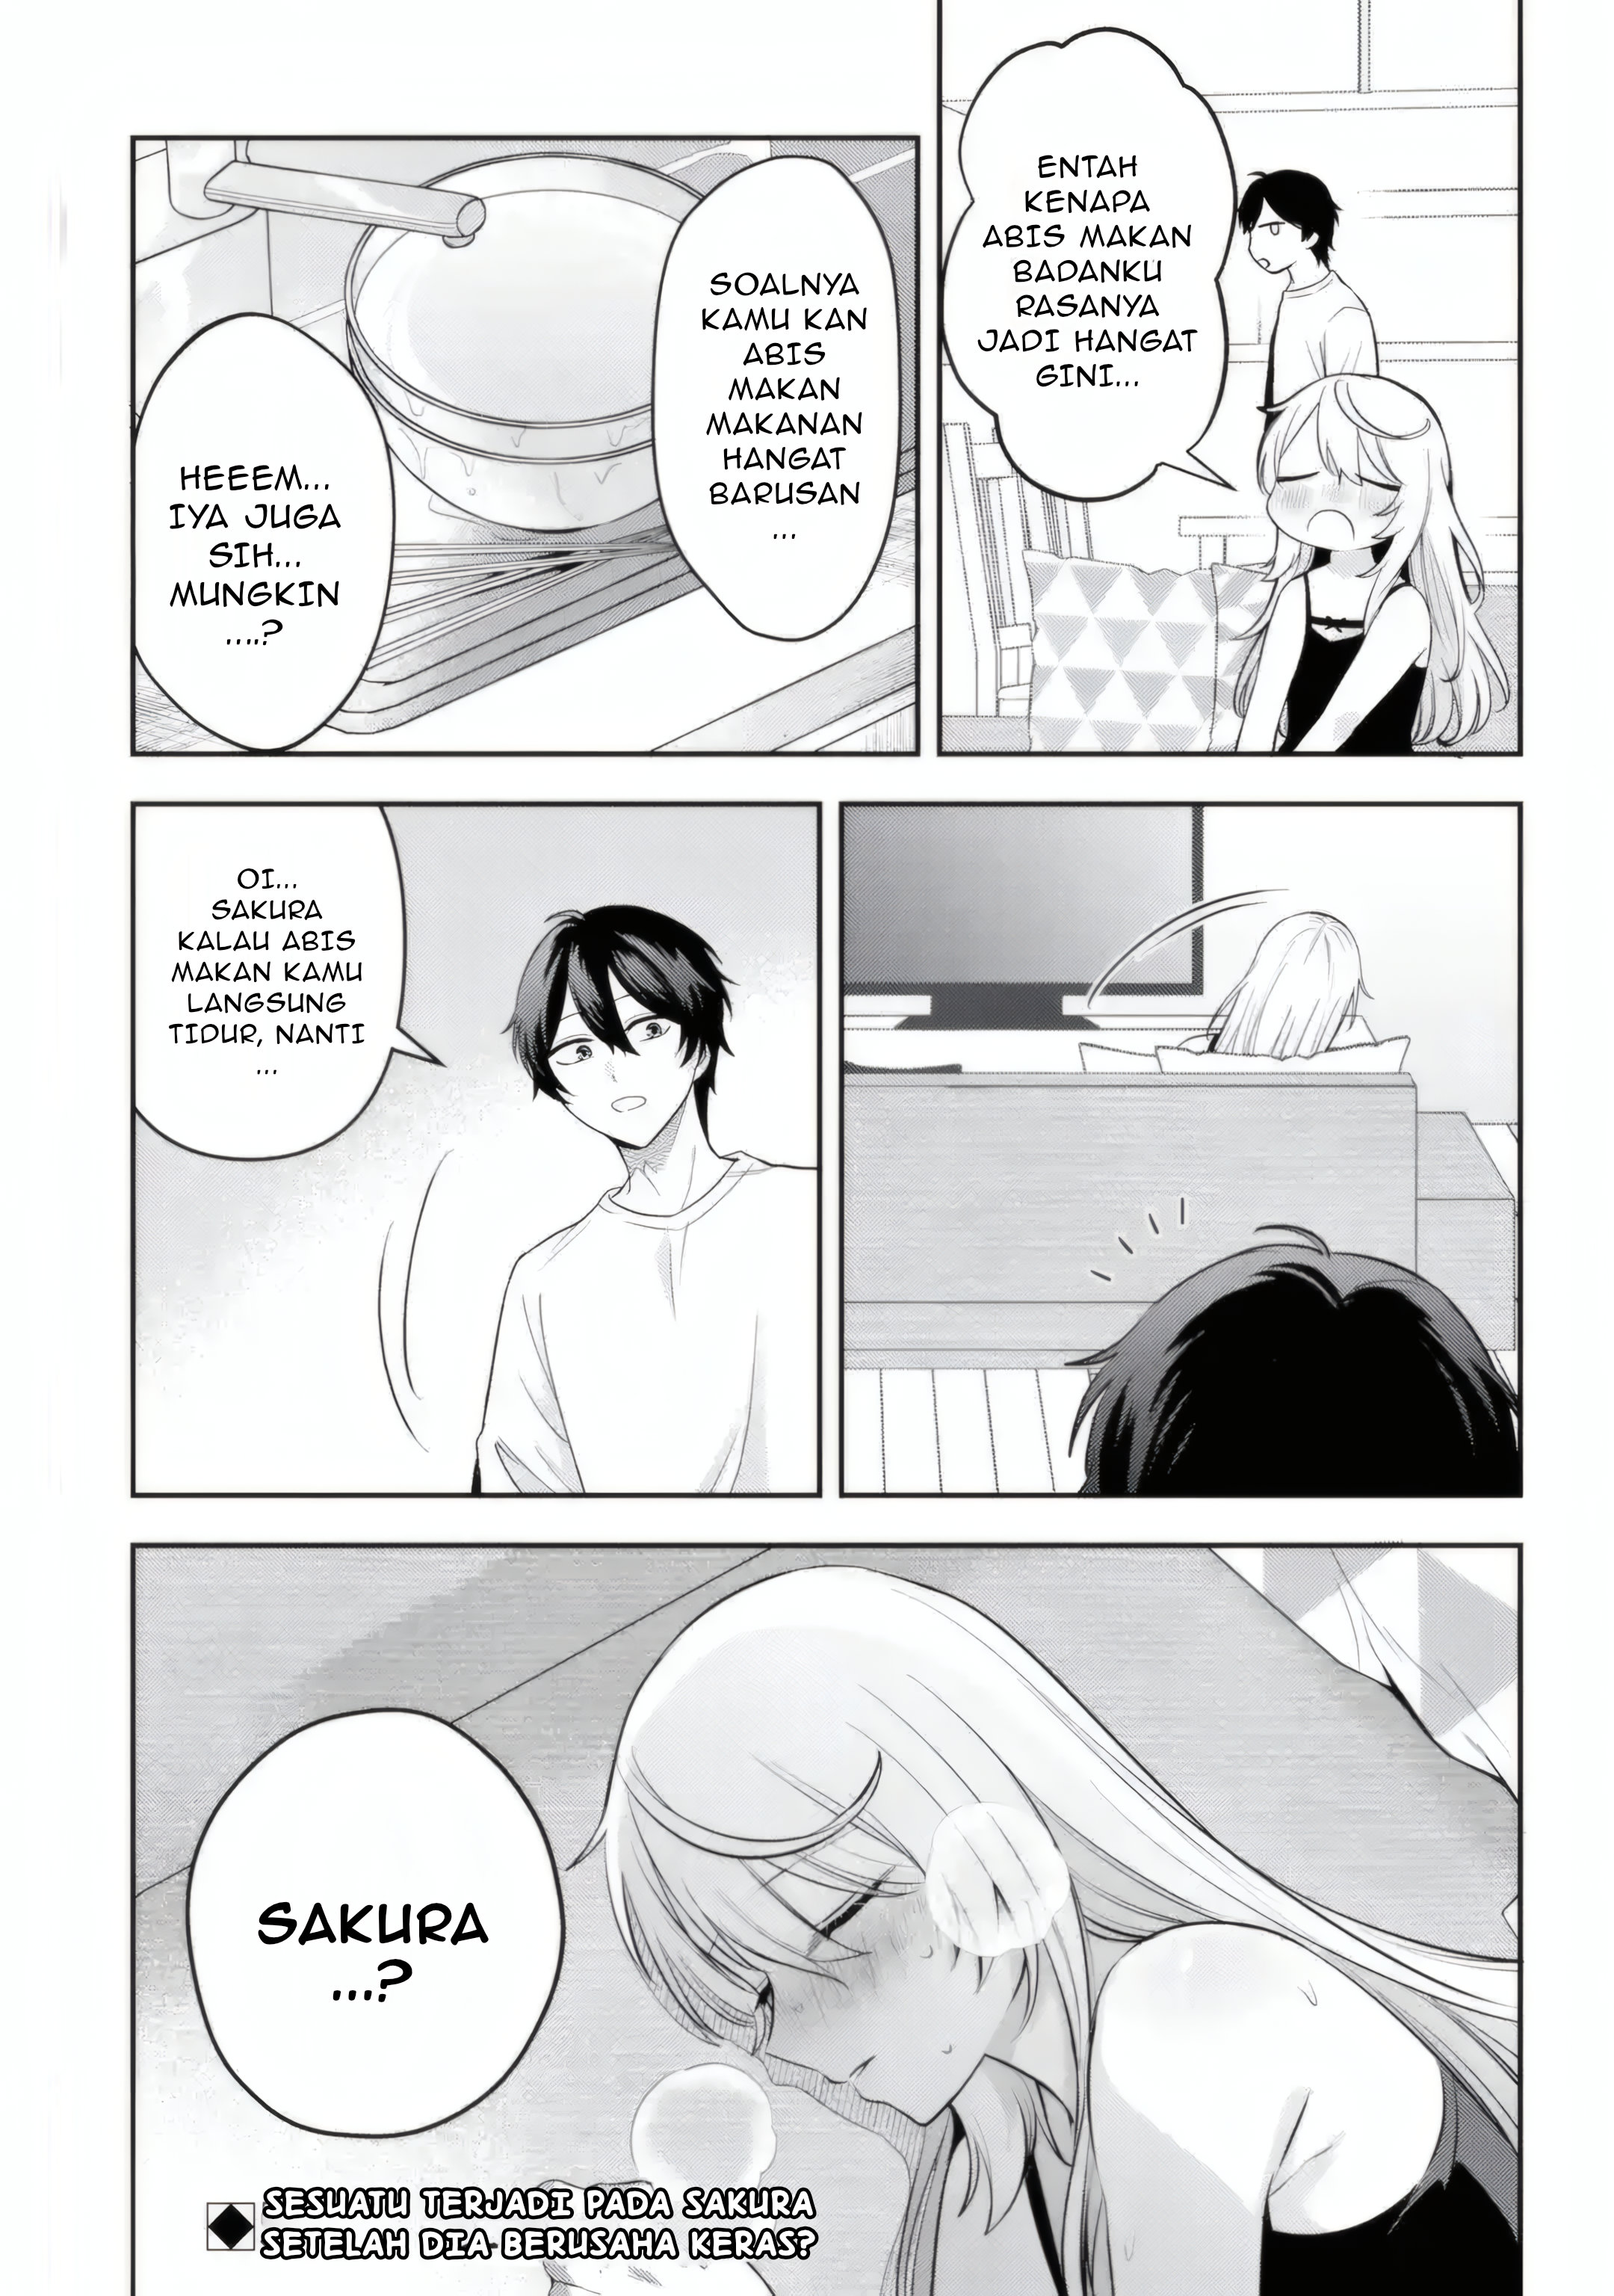 ENTAH
KENAPA
ABIS MAKAN
BADANKU
RASANYA
JADI HANGAT
GINI...
SOALNYA
KAMU KAN
ABIS
MAKAN
MAKANAN
HANGAT
BARUSAN
...
HEEEM...
IYA JUGA
SIH...
MUNGKIN
....?
OI...
SAKURA
KALAU ABIS
MAKAN KAMU
LANGSUNG
TIDUR, NANTI
...
SAKURA
...?
SESUATU TERJADI PADA SAKURA
SETELAH DIA BERUSAHA KERAS?